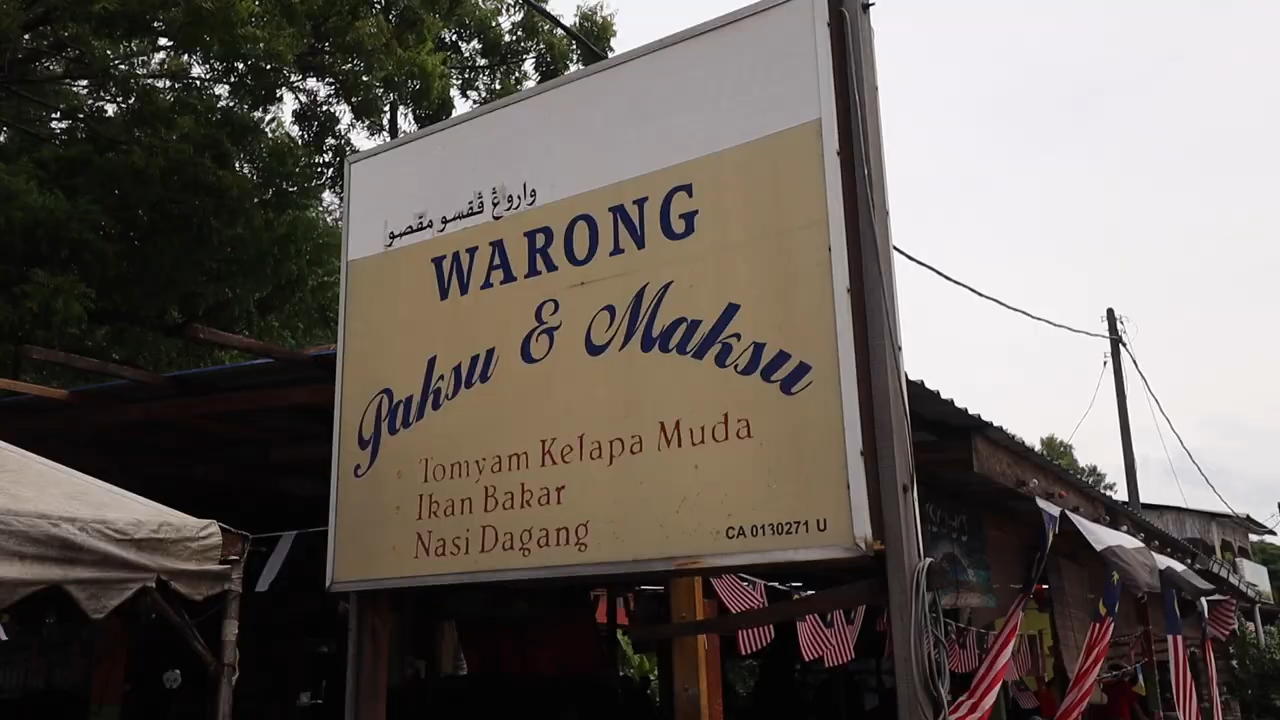 واروڠ ڤقسو مقصو
WARONG
Paksu & Maksu
Tomyam Kelapa Muda
Ikan Bakar
Nasi Dagang
CA 0130271 U